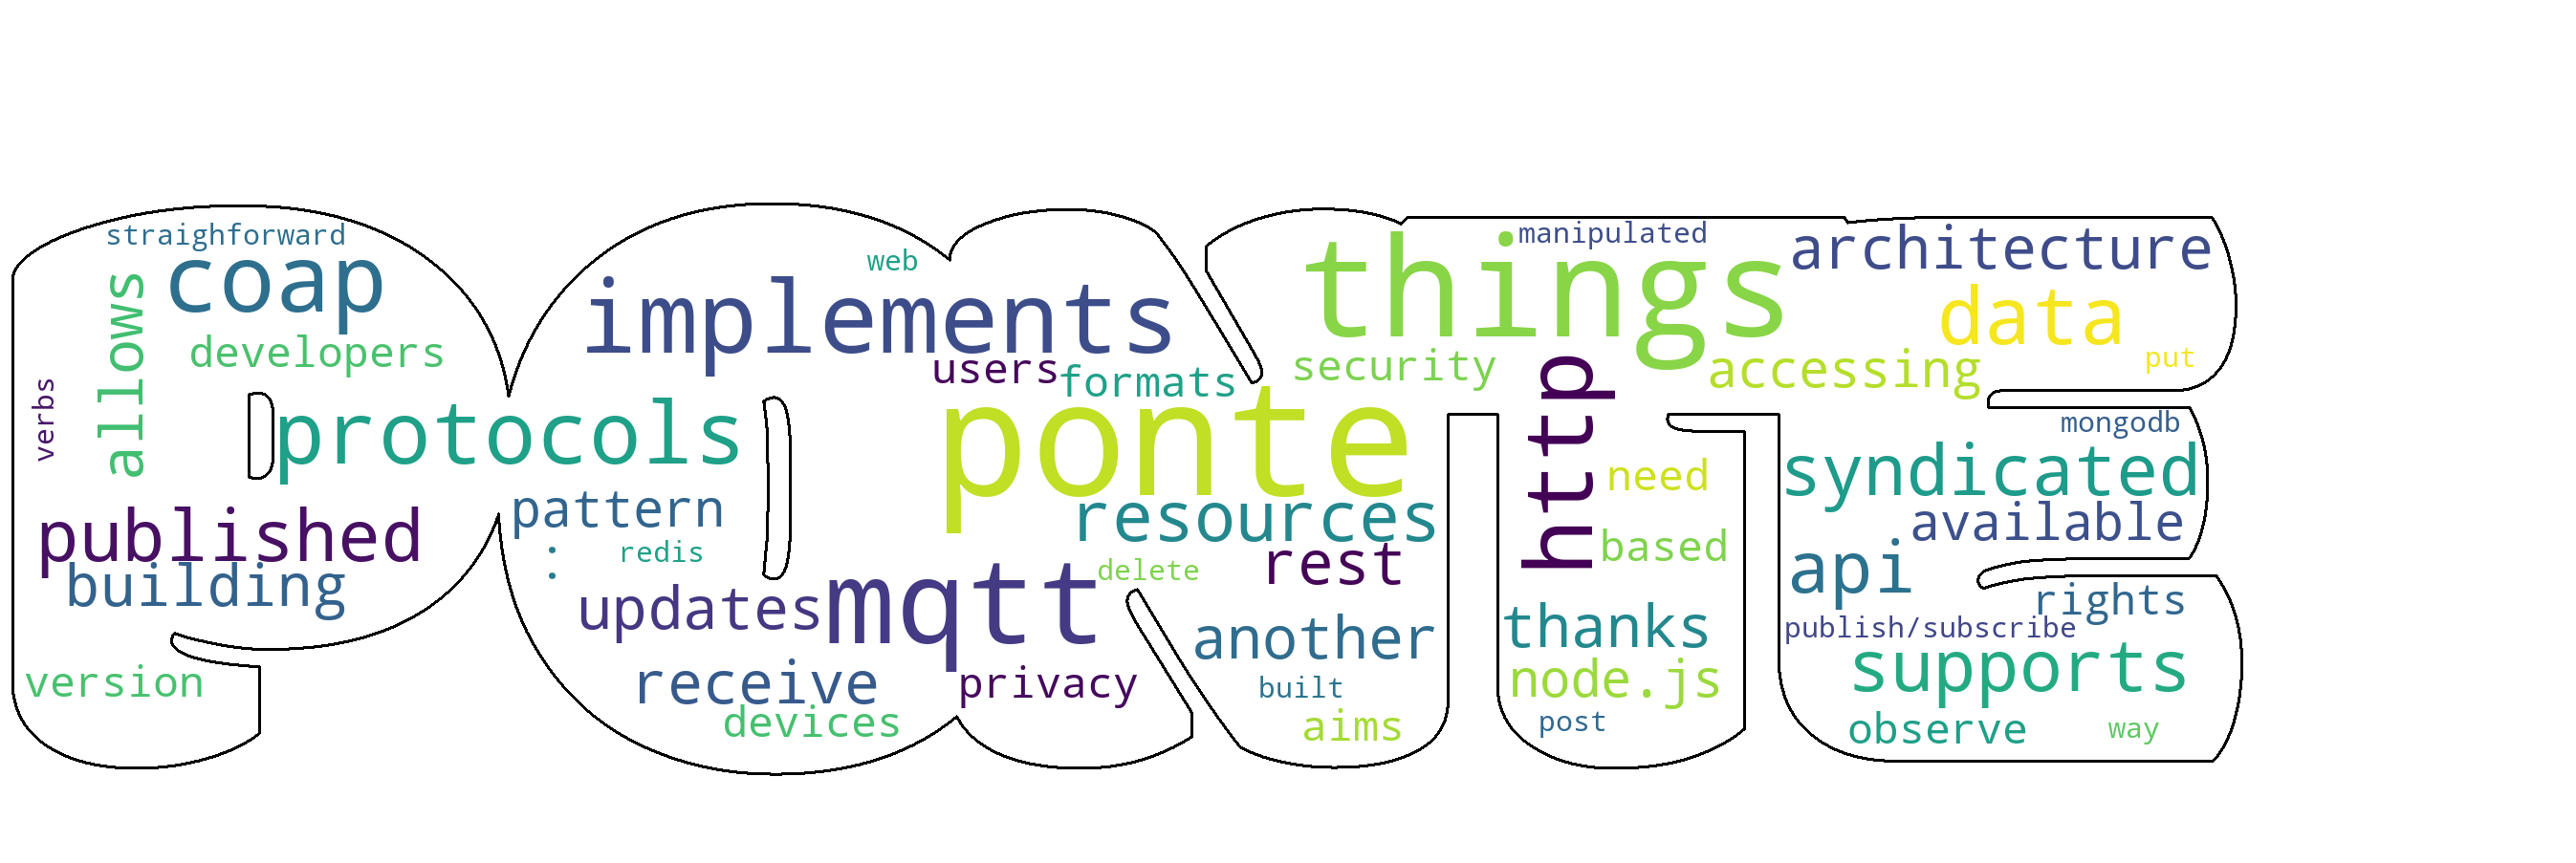 straighforward
coap
allows
developers
verbs
protocols
published
building
version
web
implements
users
formats
ponte
pattern
:
redis
resources
rest
delete
mqtt
updates
another
receive
privacy
devices
built
aims
things
manipulated
architecture
data
put
security
accessing
http
need
based
thanks
node.js
post
mongodb
syndicated
available
api
rights
publish/subscribe
supports
observe
way